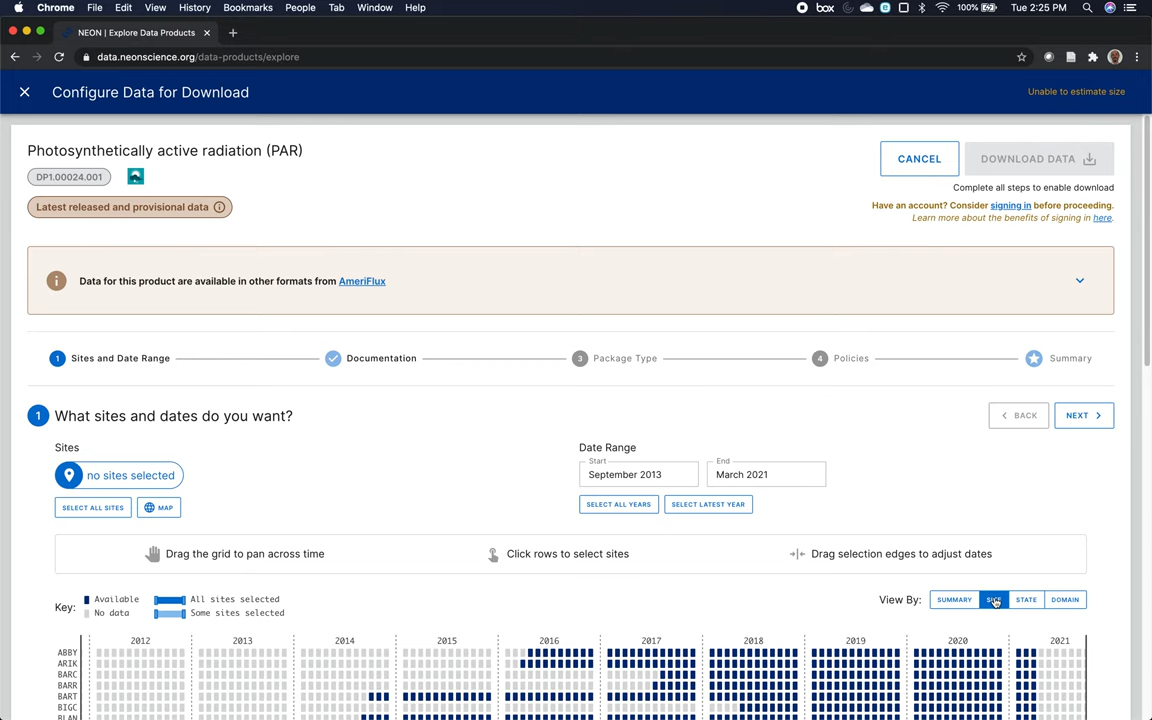 Chrome File Edit View History Bookmarks People Tab Window Help box 100% Tue 2:25 PM
NEON | Explore Data Products
data.neonscience.org/data-products/explore
Configure Data for Download
Unable to estimate size
Photosynthetically active radiation (PAR)
CANCEL
DOWNLOAD DATA
DP1.00024.001
Complete all steps to enable download
Latest released and provisional data
Have an account? Consider signing in before proceeding.
Learn more about the benefits of signing in here.
Data for this product are available in other formats from AmeriFlux
1 Sites and Date Range
Documentation
3 Package Type
4 Policies
Summary
1 What sites and dates do you want?
BACK
NEXT
Sites
Date Range
no sites selected
Start
September 2013
End
March 2021
SELECT ALL SITES
MAP
SELECT ALL YEARS
SELECT LATEST YEAR
Drag the grid to pan across time
Click rows to select sites
Drag selection edges to adjust dates
Key:
Available
All sites selected
No data
Some sites selected
View By:
SUMMARY
STATE
DOMAIN
2012 2013 2014 2015 2016 2017 2018 2019 2020 2021
ABBY
ARIK
BARC
BARR
BART
BIGC
BLAN